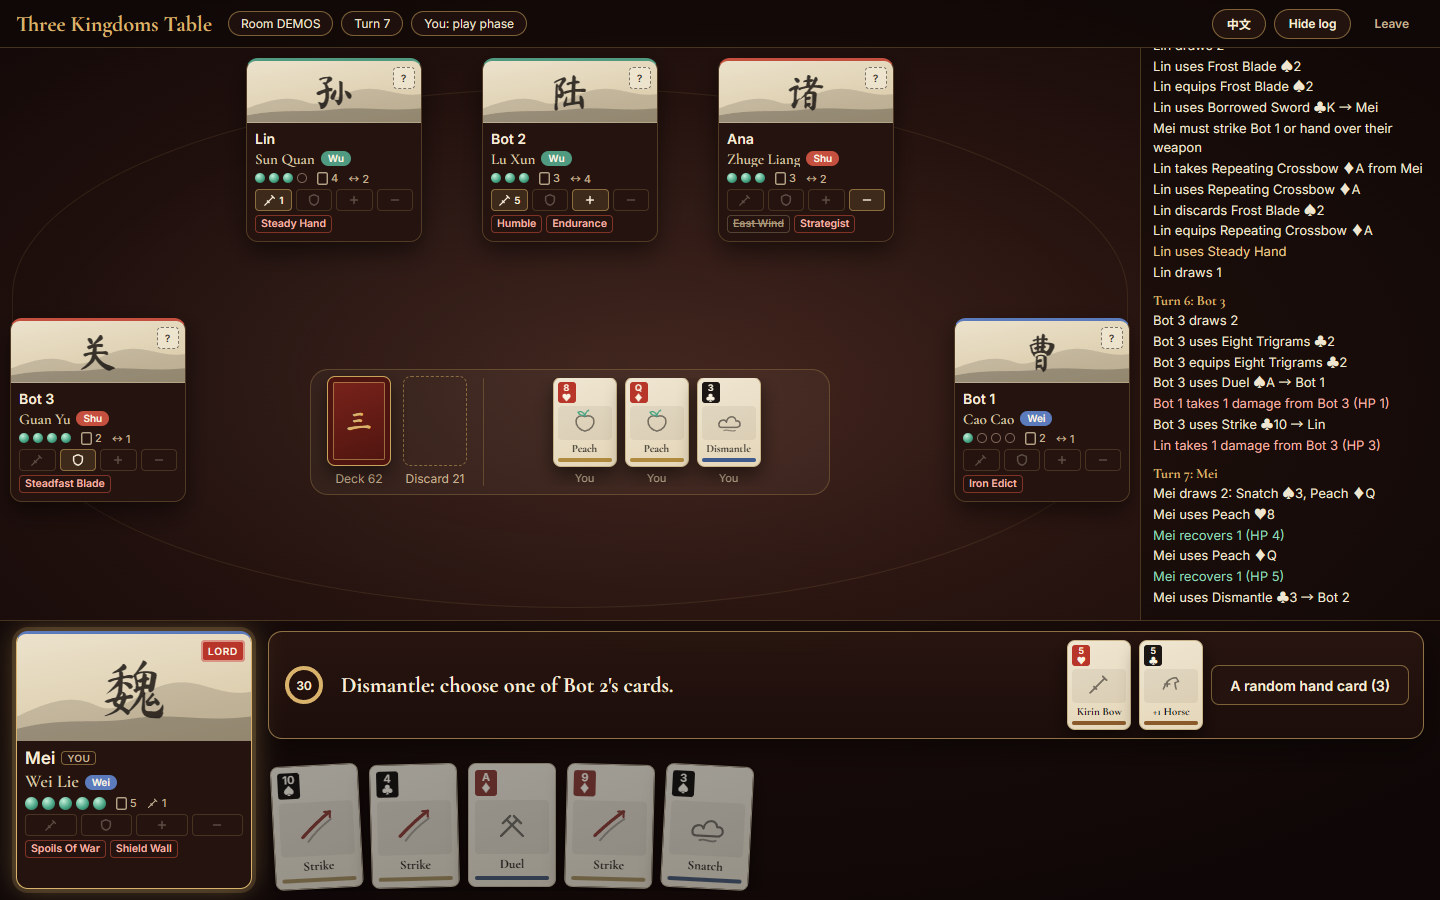 Three Kingdoms Table
Room DEMOS
Turn 7
You: play phase
中文
Hide log
Leave
孙
?
Lin
Sun Quan Wu
4 ↔ 2
1 + −
Steady Hand
陆
?
Bot 2
Lu Xun Wu
3 ↔ 4
5 + −
Humble Endurance
诸
?
Ana
Zhuge Liang Shu
3 ↔ 2
+ −
East Wind Strategist
关
?
Bot 3
Guan Yu Shu
2 ↔ 1
+ −
Steadfast Blade
三
Deck 62
Discard 21
8 ♥
Peach
You
Q ♦
Peach
You
3 ♣
Dismantle
You
曹
?
Bot 1
Cao Cao Wei
2 ↔ 1
+ −
Iron Edict
Lin draws 2
Lin uses Frost Blade ♠2
Lin equips Frost Blade ♠2
Lin uses Borrowed Sword ♣K → Mei
Mei must strike Bot 1 or hand over their
weapon
Lin takes Repeating Crossbow ♦A from Mei
Lin uses Repeating Crossbow ♦A
Lin discards Frost Blade ♠2
Lin equips Repeating Crossbow ♦A
Lin uses Steady Hand
Lin draws 1
Turn 6: Bot 3
Bot 3 draws 2
Bot 3 uses Eight Trigrams ♣2
Bot 3 equips Eight Trigrams ♣2
Bot 3 uses Duel ♠A → Bot 1
Bot 1 takes 1 damage from Bot 3 (HP 1)
Bot 3 uses Strike ♣10 → Lin
Lin takes 1 damage from Bot 3 (HP 3)
Turn 7: Mei
Mei draws 2: Snatch ♠3, Peach ♦Q
Mei uses Peach ♥8
Mei recovers 1 (HP 4)
Mei uses Peach ♦Q
Mei recovers 1 (HP 5)
Mei uses Dismantle ♣3 → Bot 2
魏
LORD
Mei YOU
Wei Lie Wei
5 1
+ −
Spoils Of War Shield Wall
30
Dismantle: choose one of Bot 2's cards.
5 ♥
Kirin Bow
5 ♣
+1 Horse
A random hand card (3)
10 ♠
Strike
4 ♣
Strike
A ♦
Duel
9 ♦
Strike
3 ♠
Snatch